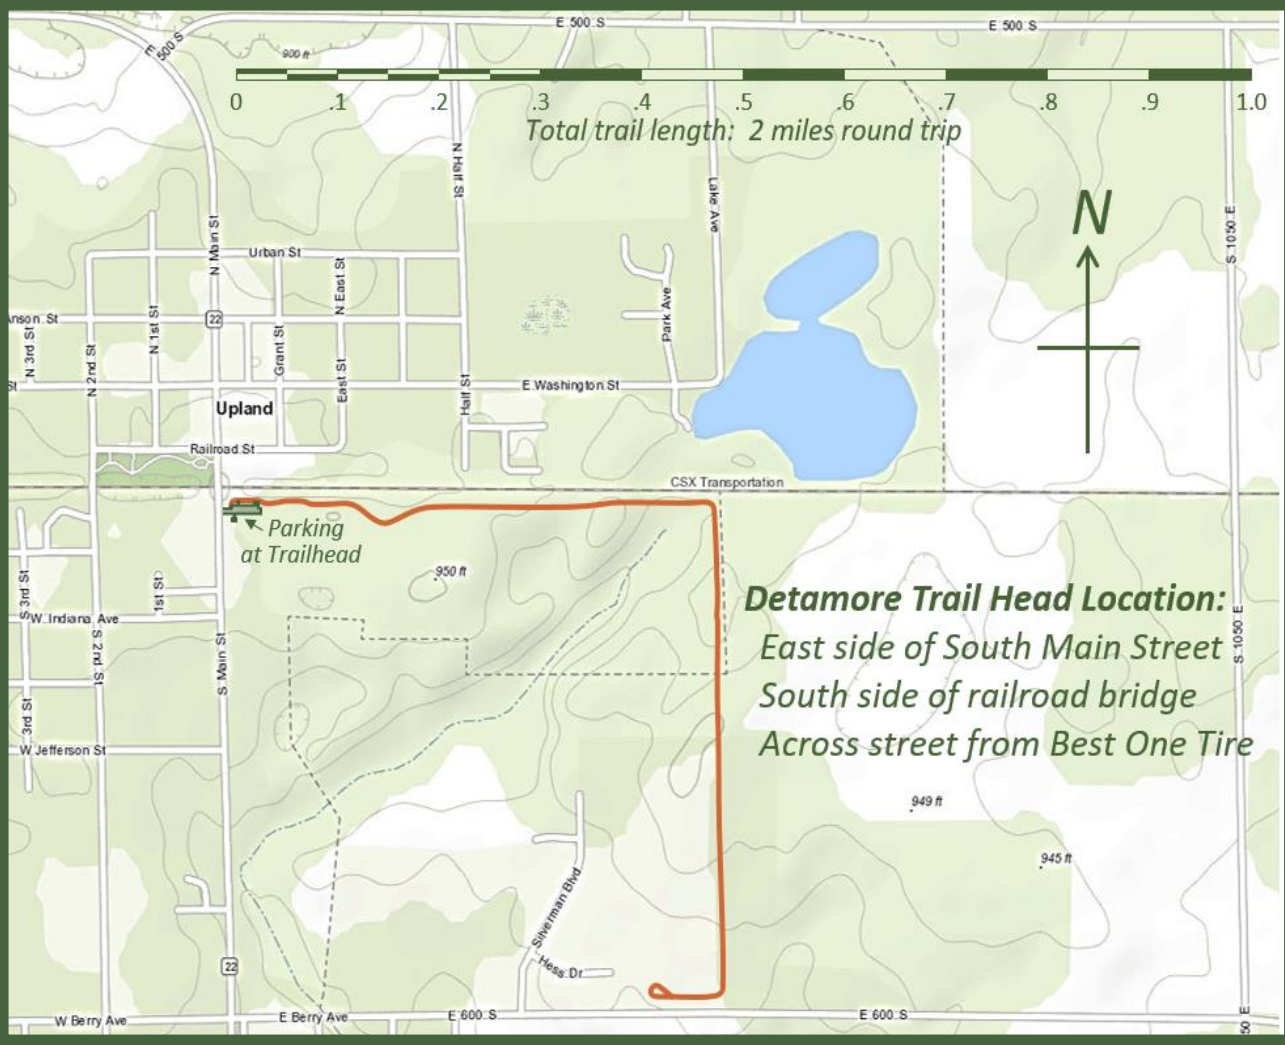 E 500 S
E 500 S
E 500 S
900 ft
0 .1 .2 .3 .4 .5 .6 .7 .8 .9 1.0
Total trail length: 2 miles round trip
N Half St
Lake Ave
N
N Main St
S 1050 E
Urban St
N East St
Park Ave
nson St
22
N 1st St
N 3rd St
Grant St
N 2nd St
St
East St
Half St
E Washington St
Upland
Railroad St
CSX Transportation
Parking
at Trailhead
950 ft
S 3rd St
1st St
W Indiana Ave
S 2nd St
S Main St
Detamore Trail Head Location:
East side of South Main Street
South side of railroad bridge
Across street from Best One Tire
S 1050 E
3rd St
W Jefferson St
949 ft
945 ft
Silverman Blvd
Hess Dr
22
W Berry Ave
E Berry Ave
E 600 S
E 600 S
50 E